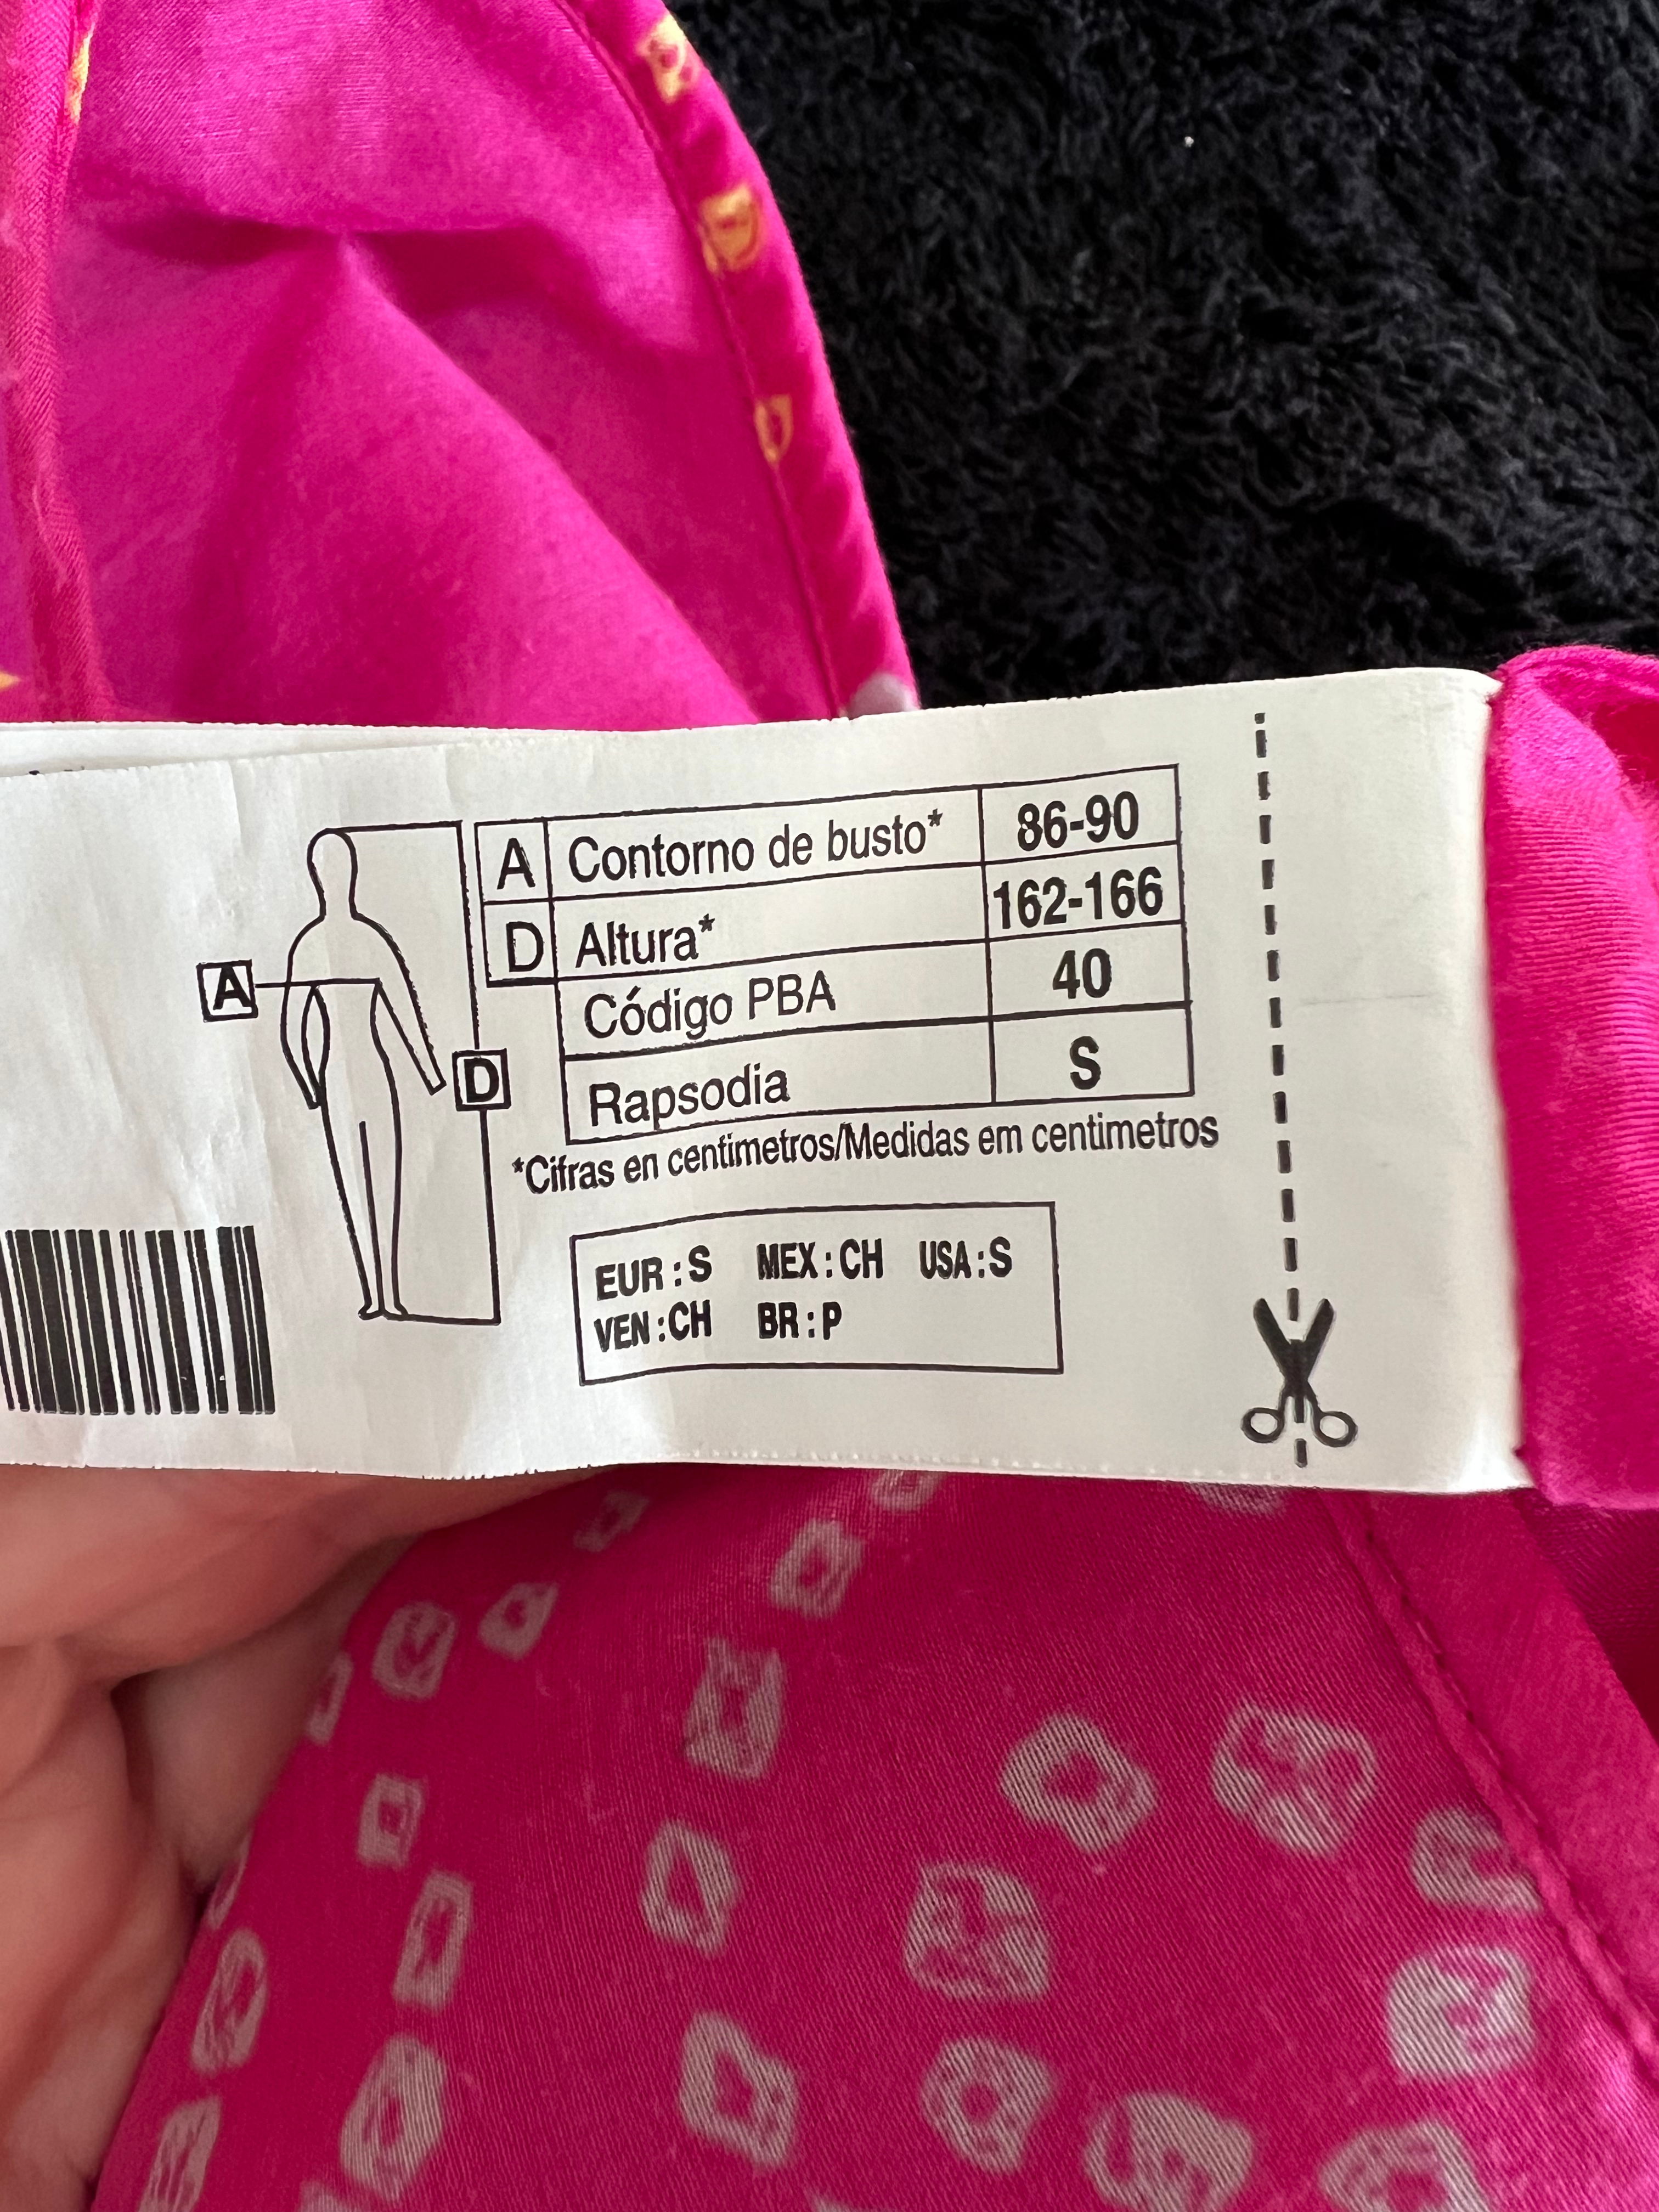 A Contorno de busto* 86-90
D Altura* 162-166
Código PBA 40
Rapsodia S
A
D
*Cifras en centimetros/Medidas em centimetros
EUR:S MEX:CH USA:S
VEN:CH BR:P